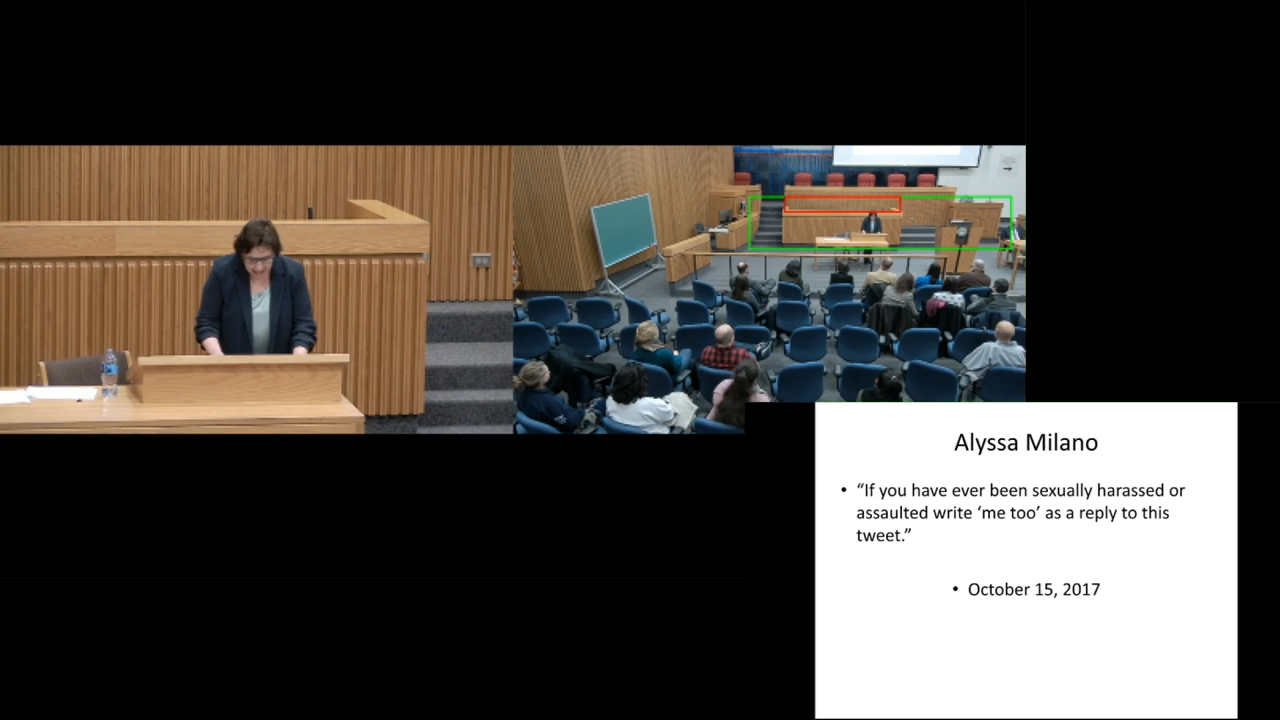 Alyssa Milano
• “If you have ever been sexually harassed or
assaulted write ‘me too’ as a reply to this
tweet.”
• October 15, 2017